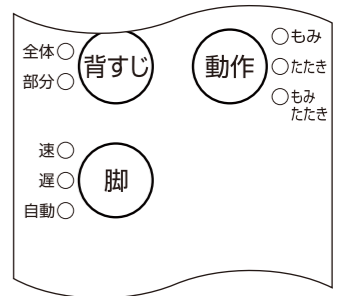 全体
部分
背すじ
動作
もみ
たたき
もみ
たたき
速
遅
自動
脚